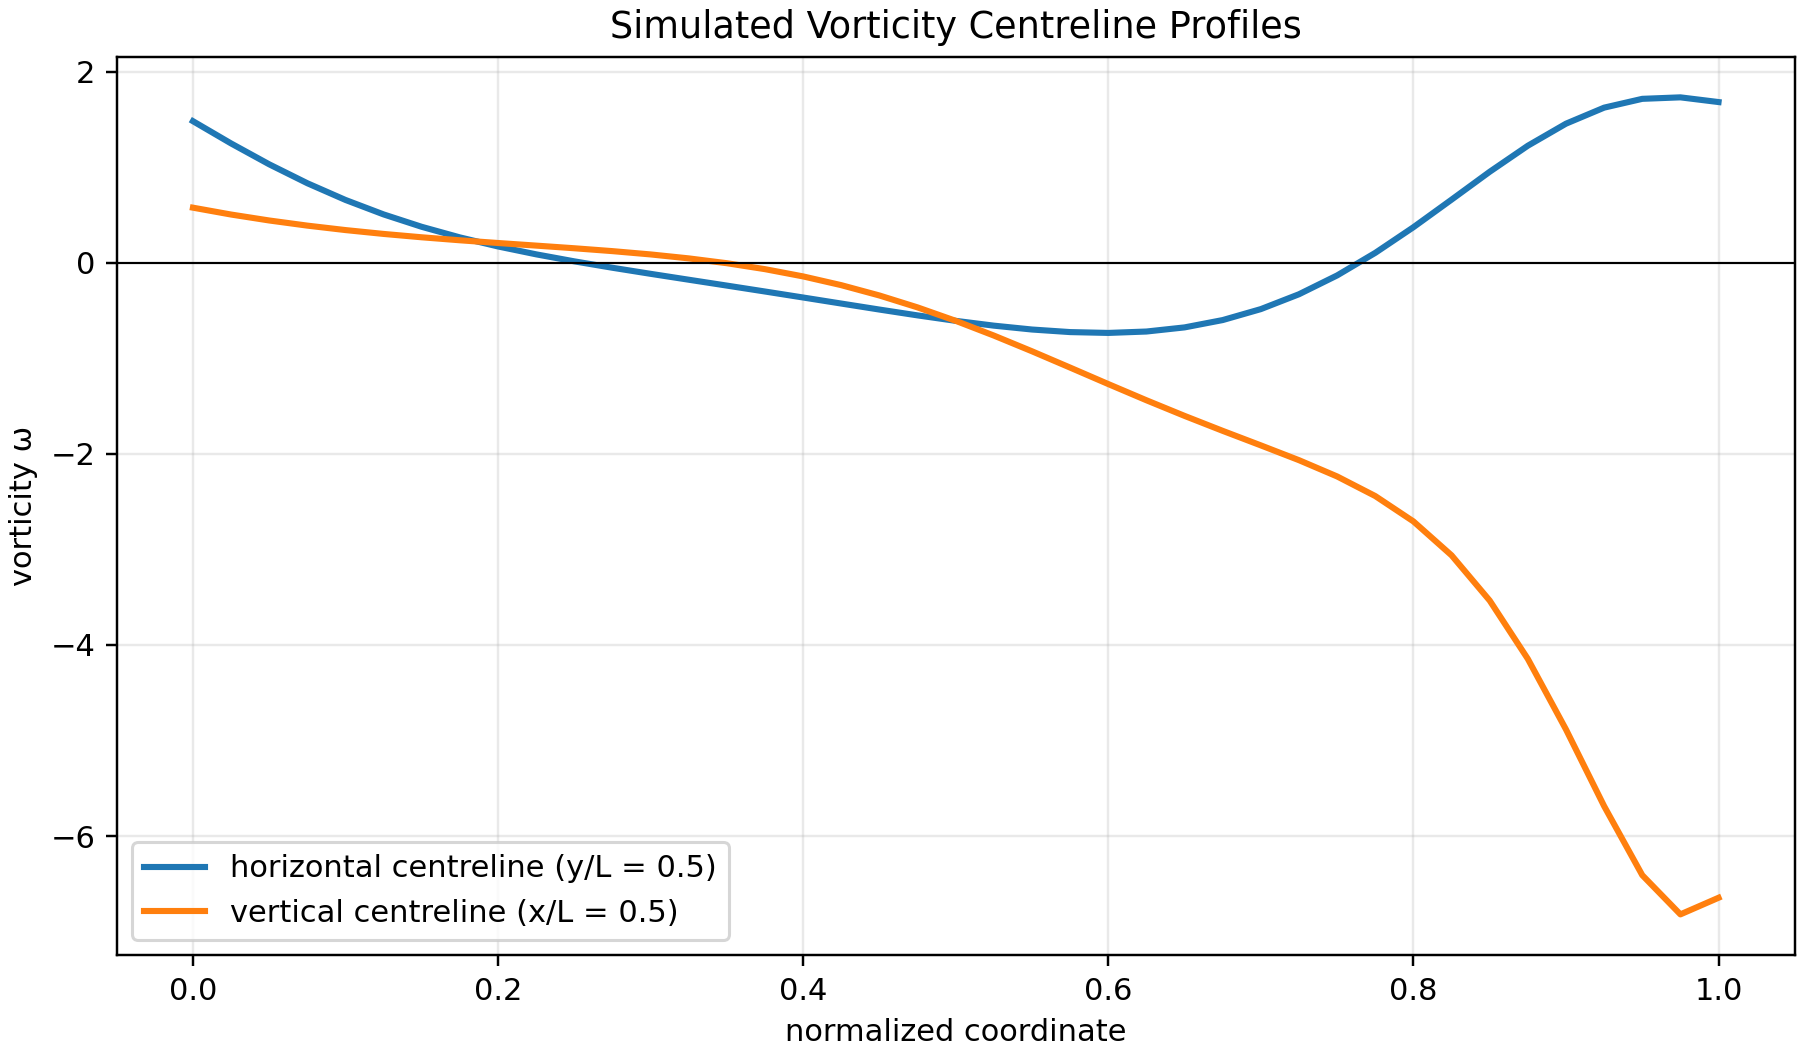 Simulated Vorticity Centreline Profiles
2
0
−2
−4
−6
vorticity ω
horizontal centreline (y/L = 0.5)
vertical centreline (x/L = 0.5)
0.0 0.2 0.4 0.6 0.8 1.0
normalized coordinate